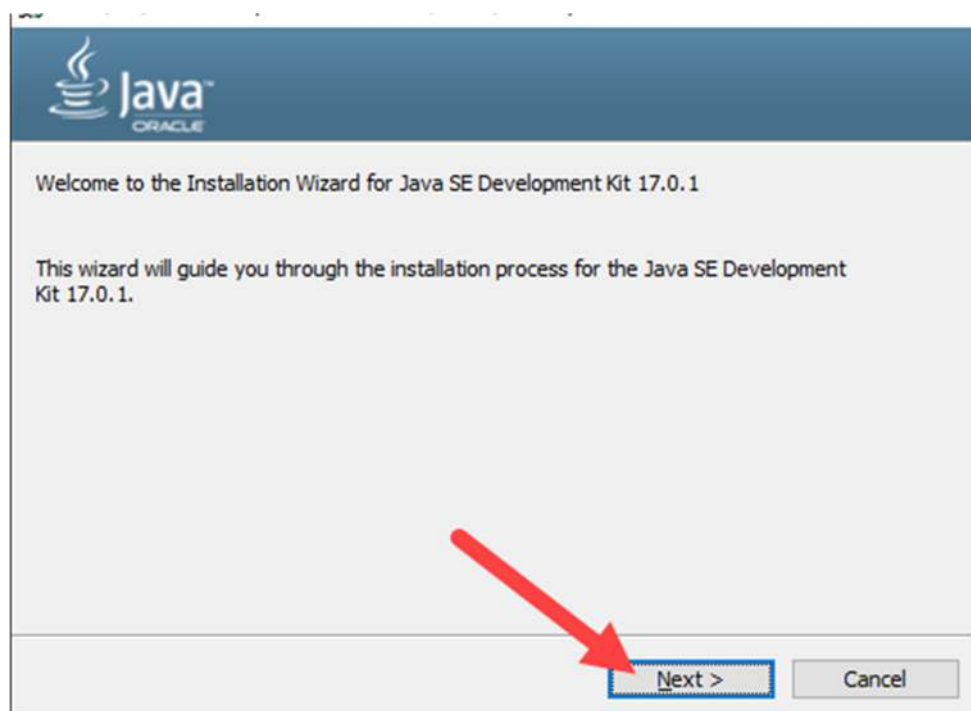 Java™
ORACLE
Welcome to the Installation Wizard for Java SE Development Kit 17.0.1
This wizard will guide you through the installation process for the Java SE Development
Kit 17.0.1.
Next >
Cancel